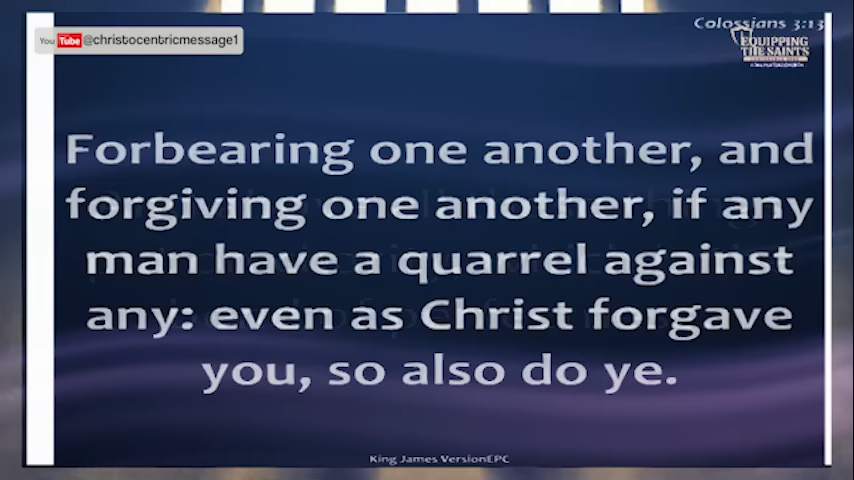 Colossians 3:13
You Tube @christocentricmessage1
EQUIPPING
THE SAINTS
Forbearing one another, and
forgiving one another, if any
man have a quarrel against
any: even as Christ forgave
you, so also do ye.
King James VersionEPC